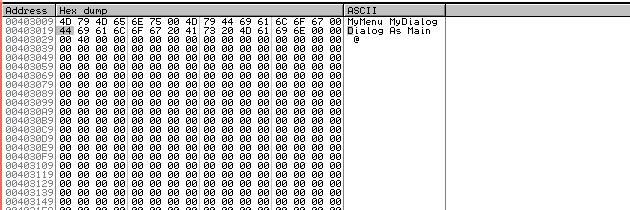 Address Hex dump ASCII
00403009 4D 79 4D 65 6E 75 00 4D 79 44 69 61 6C 6F 67 00 MyMenu MyDialog
00403019 44 69 61 6C 6F 67 20 41 73 20 4D 61 69 6E 00 00 Dialog As Main
00403029 00 40 00 00 00 00 00 00 00 00 00 00 00 00 00 00 @
00403039 00 00 00 00 00 00 00 00 00 00 00 00 00 00 00 00
00403049 00 00 00 00 00 00 00 00 00 00 00 00 00 00 00 00
00403059 00 00 00 00 00 00 00 00 00 00 00 00 00 00 00 00
00403069 00 00 00 00 00 00 00 00 00 00 00 00 00 00 00 00
00403079 00 00 00 00 00 00 00 00 00 00 00 00 00 00 00 00
00403089 00 00 00 00 00 00 00 00 00 00 00 00 00 00 00 00
00403099 00 00 00 00 00 00 00 00 00 00 00 00 00 00 00 00
004030A9 00 00 00 00 00 00 00 00 00 00 00 00 00 00 00 00
004030B9 00 00 00 00 00 00 00 00 00 00 00 00 00 00 00 00
004030C9 00 00 00 00 00 00 00 00 00 00 00 00 00 00 00 00
004030D9 00 00 00 00 00 00 00 00 00 00 00 00 00 00 00 00
004030E9 00 00 00 00 00 00 00 00 00 00 00 00 00 00 00 00
004030F9 00 00 00 00 00 00 00 00 00 00 00 00 00 00 00 00
00403109 00 00 00 00 00 00 00 00 00 00 00 00 00 00 00 00
00403119 00 00 00 00 00 00 00 00 00 00 00 00 00 00 00 00
00403129 00 00 00 00 00 00 00 00 00 00 00 00 00 00 00 00
00403139 00 00 00 00 00 00 00 00 00 00 00 00 00 00 00 00
00403149 00 00 00 00 00 00 00 00 00 00 00 00 00 00 00 00